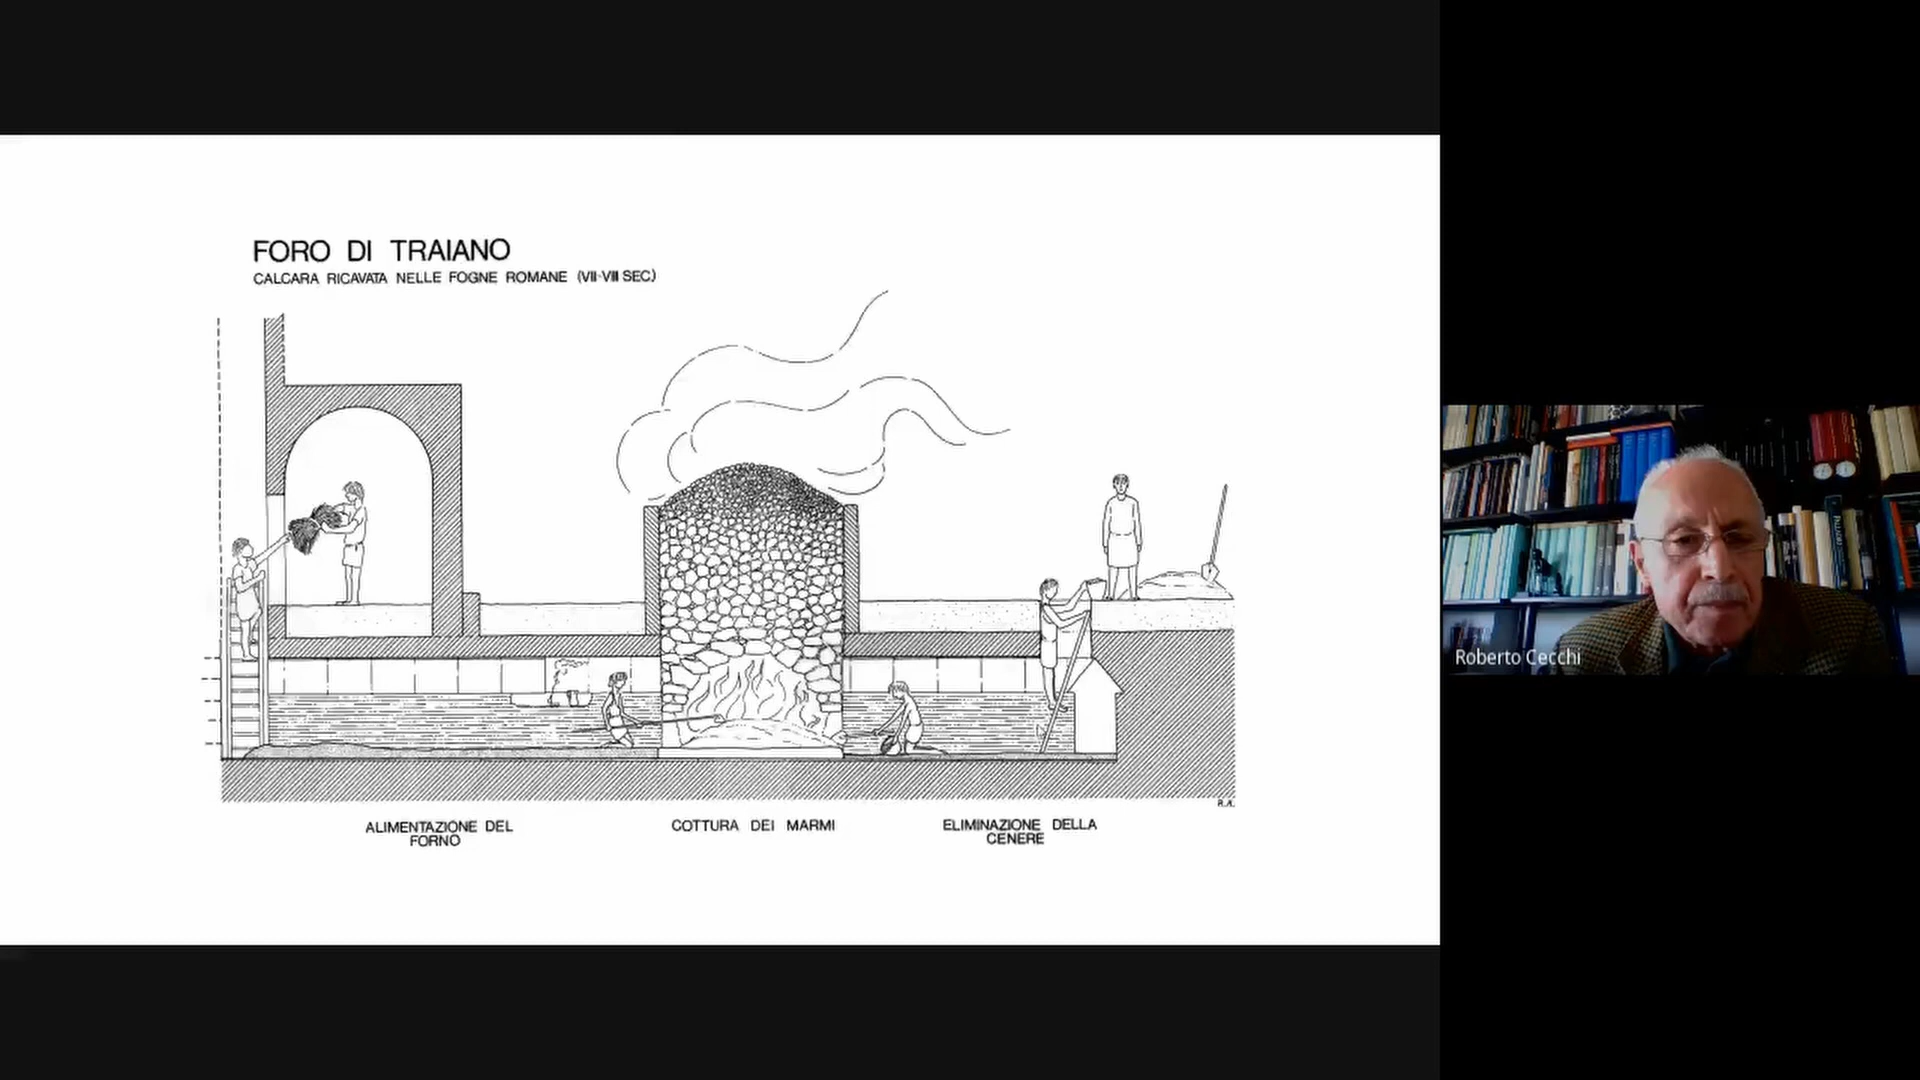 FORO DI TRAIANO
CALCARA RICAVATA NELLE FOGNE ROMANE (VII-VIII SEC.)
R.A.
ALIMENTAZIONE DEL
FORNO
COTTURA DEI MARMI
ELIMINAZIONE DELLA
CENERE
PALLADIO
Roberto Cecchi